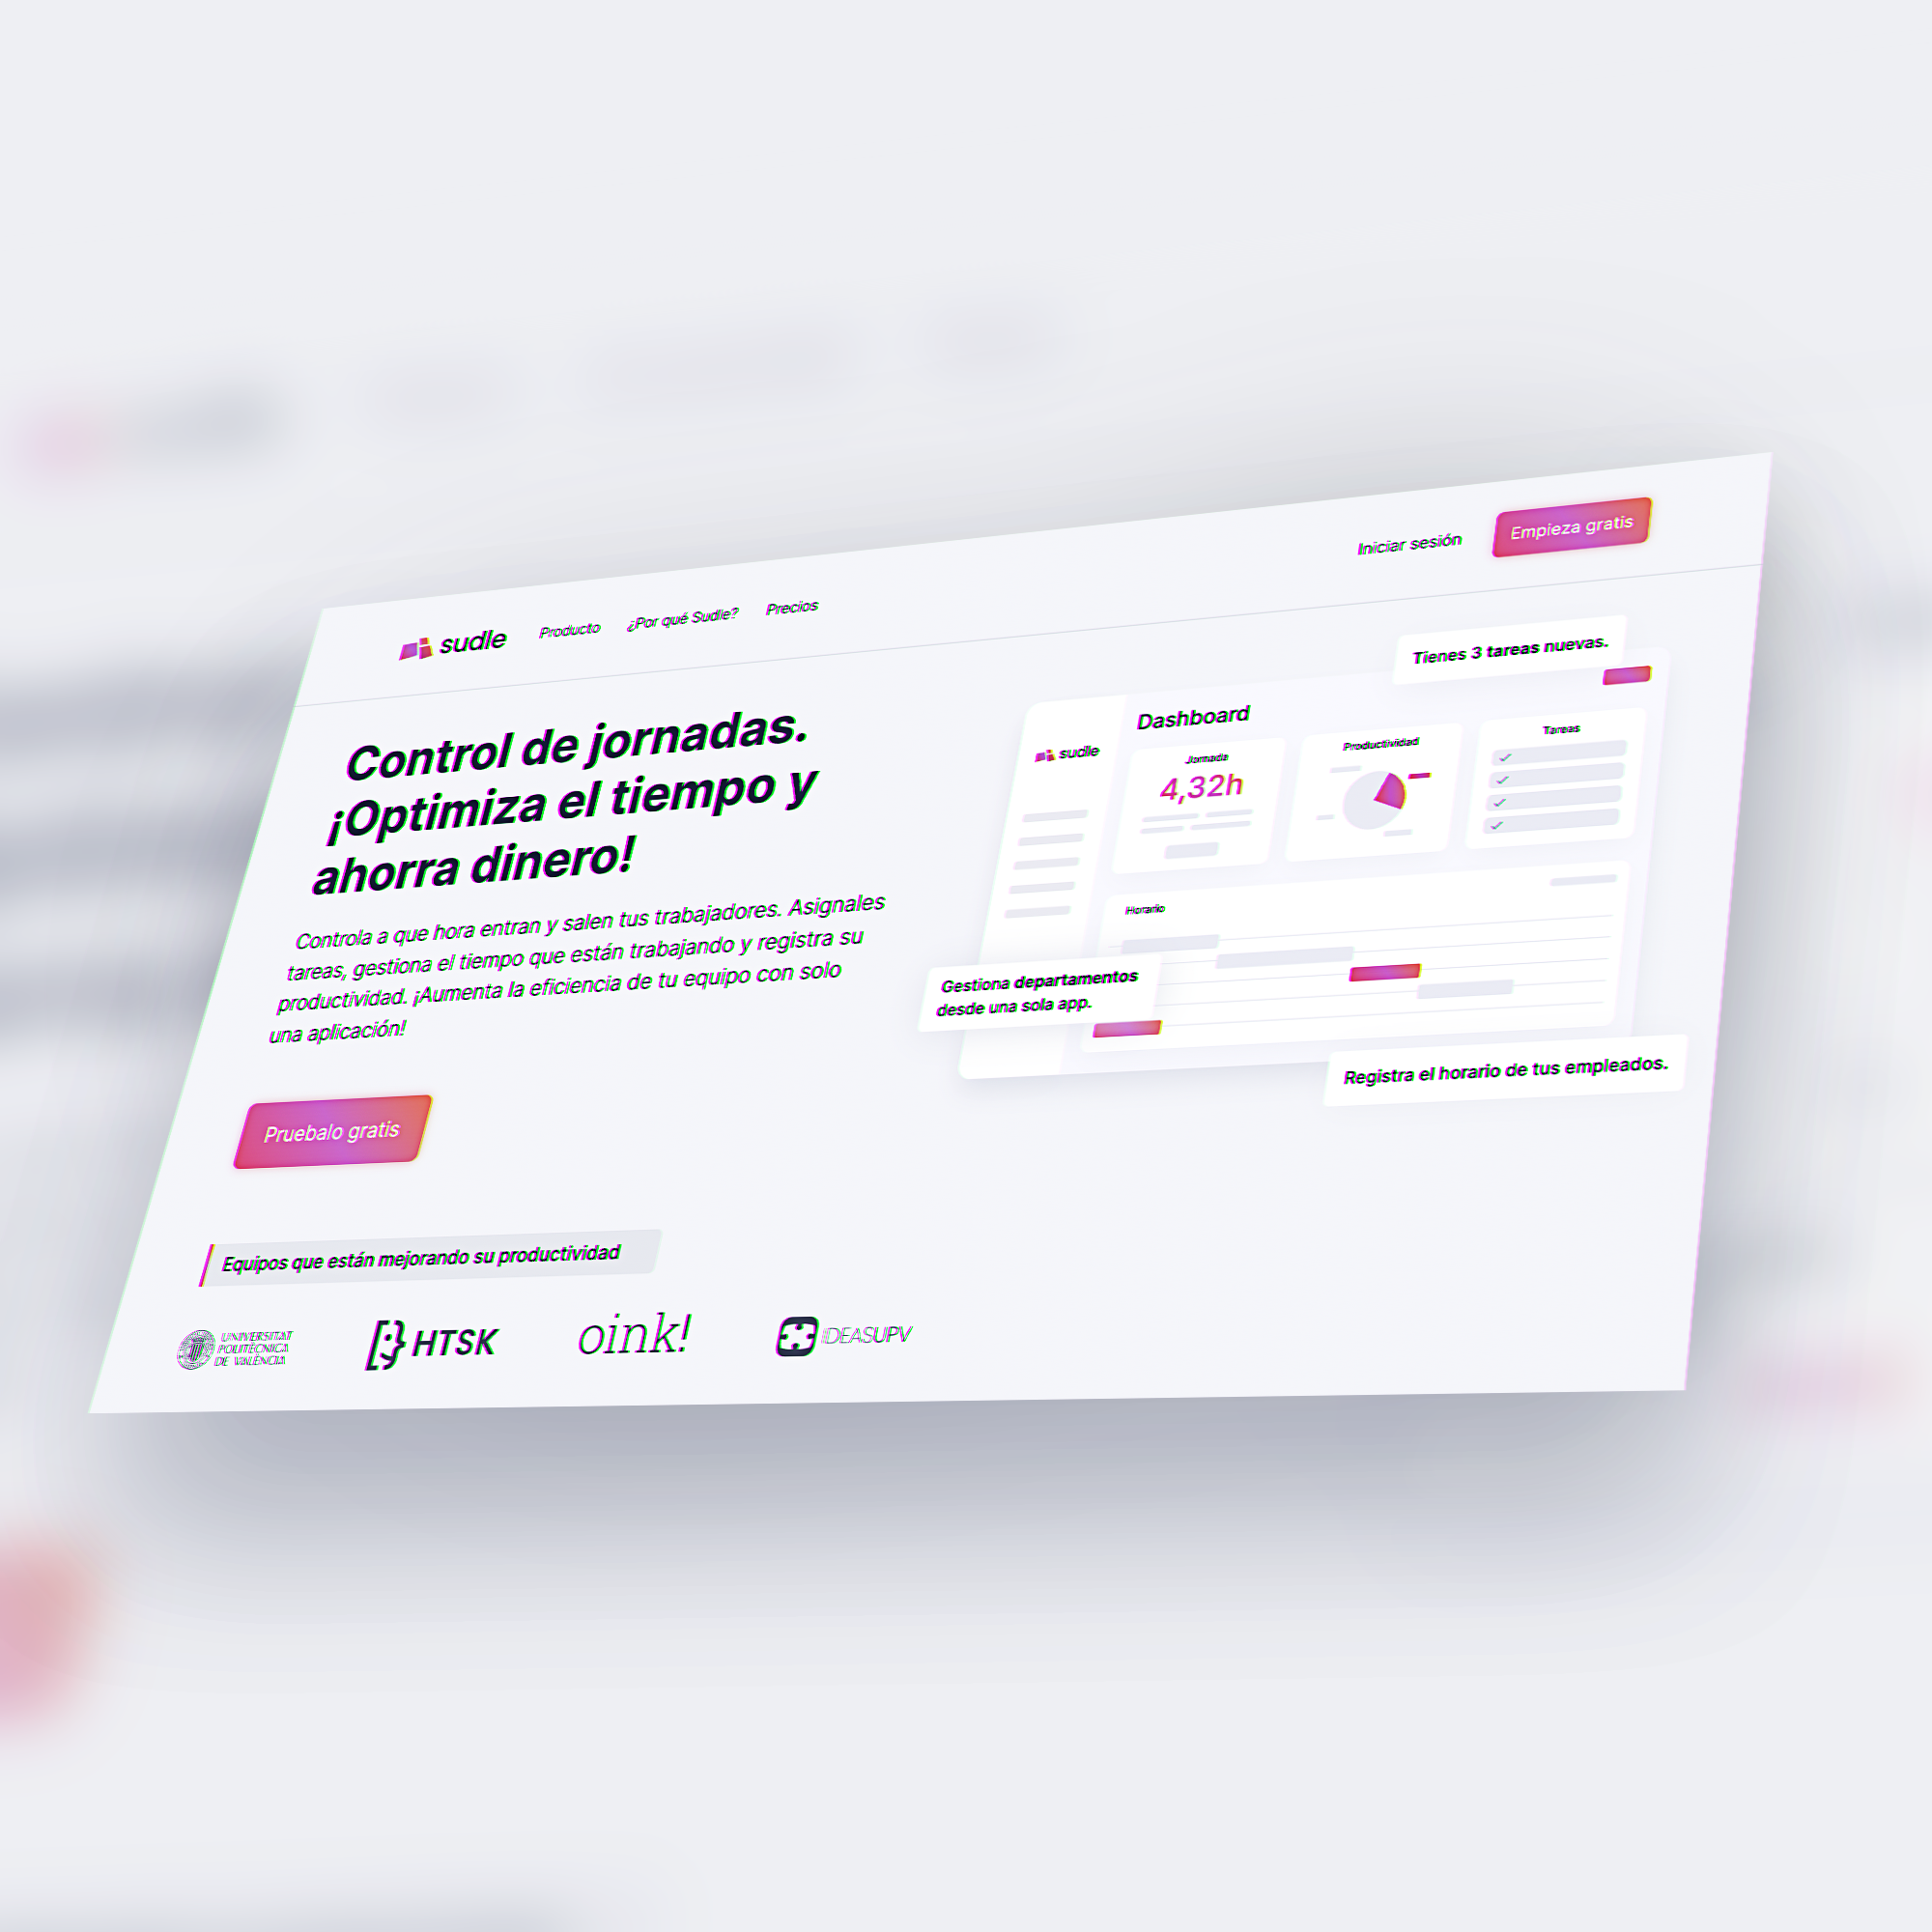 sudle
Producto
¿Por qué Sudle?
Precios
Iniciar sesión
Empieza gratis
Control de jornadas.
¡Optimiza el tiempo y
ahorra dinero!
Controla a que hora entran y salen tus trabajadores. Asignales
tareas, gestiona el tiempo que están trabajando y registra su
productividad. ¡Aumenta la eficiencia de tu equipo con solo
una aplicación!
Pruebalo gratis
Tienes 3 tareas nuevas.
sudle
Dashboard
Jornada
4,32h
Productividad
Tareas
Horario
Gestiona departamentos
desde una sola app.
Registra el horario de tus empleados.
Equipos que están mejorando su productividad
UNIVERSITAT
POLITÈCNICA
DE VALÈNCIA
HTSK
oink!
IDEASUPV